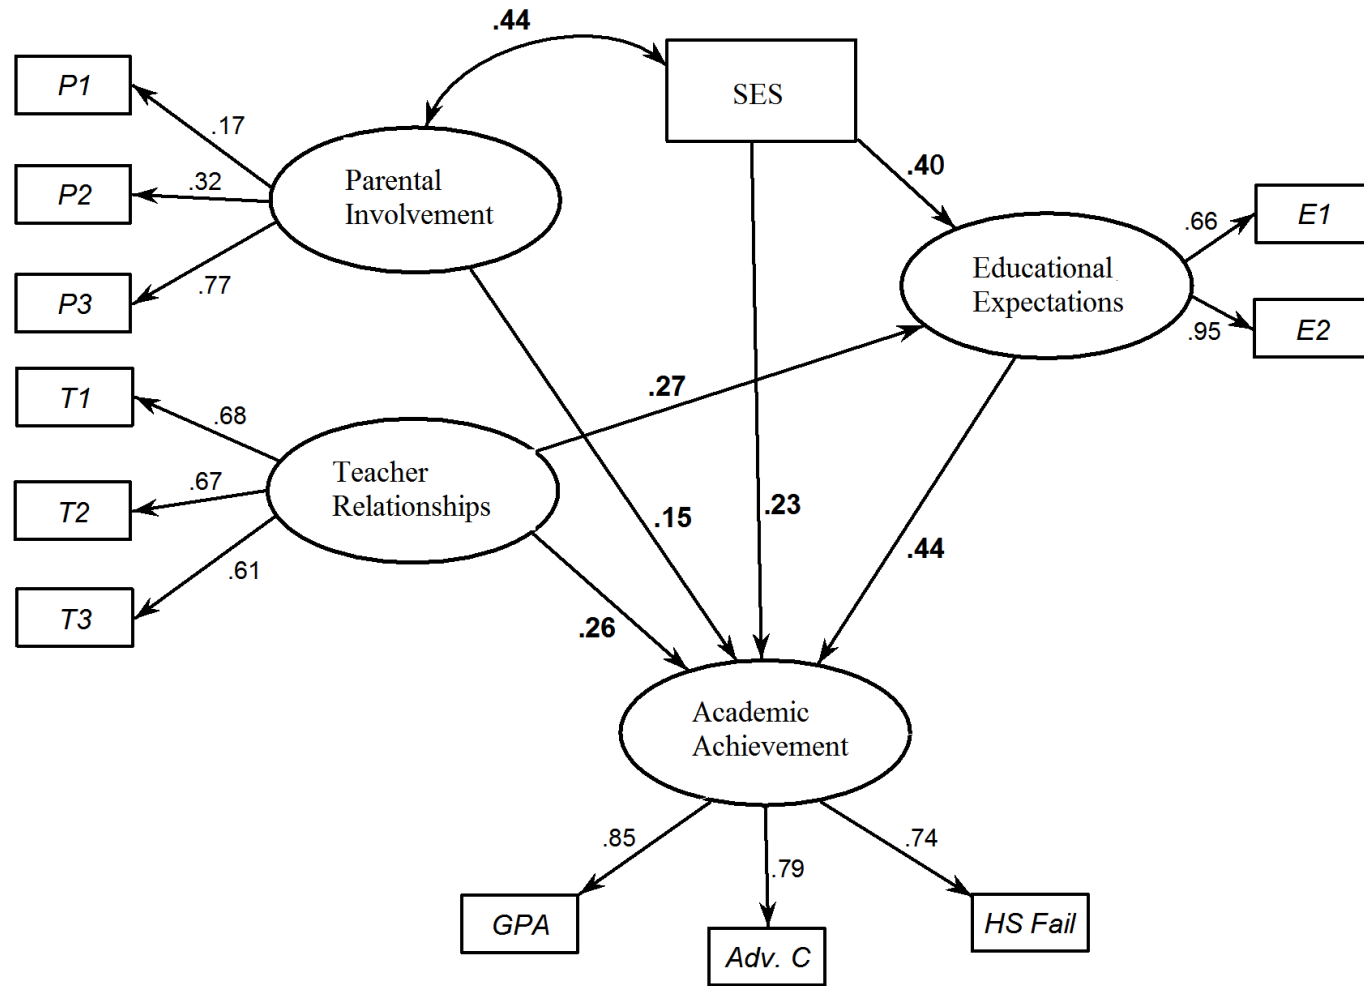 .44
P1
SES
.17
.40
P2
.32
Parental
Involvement
E1
.66
P3
.77
Educational
Expectations
E2
.95
T1
.68
.27
Teacher
Relationships
T2
.67
.15
.23
.44
T3
.61
.26
Academic
Achievement
.85
.79
.74
GPA
Adv. C
HS Fail